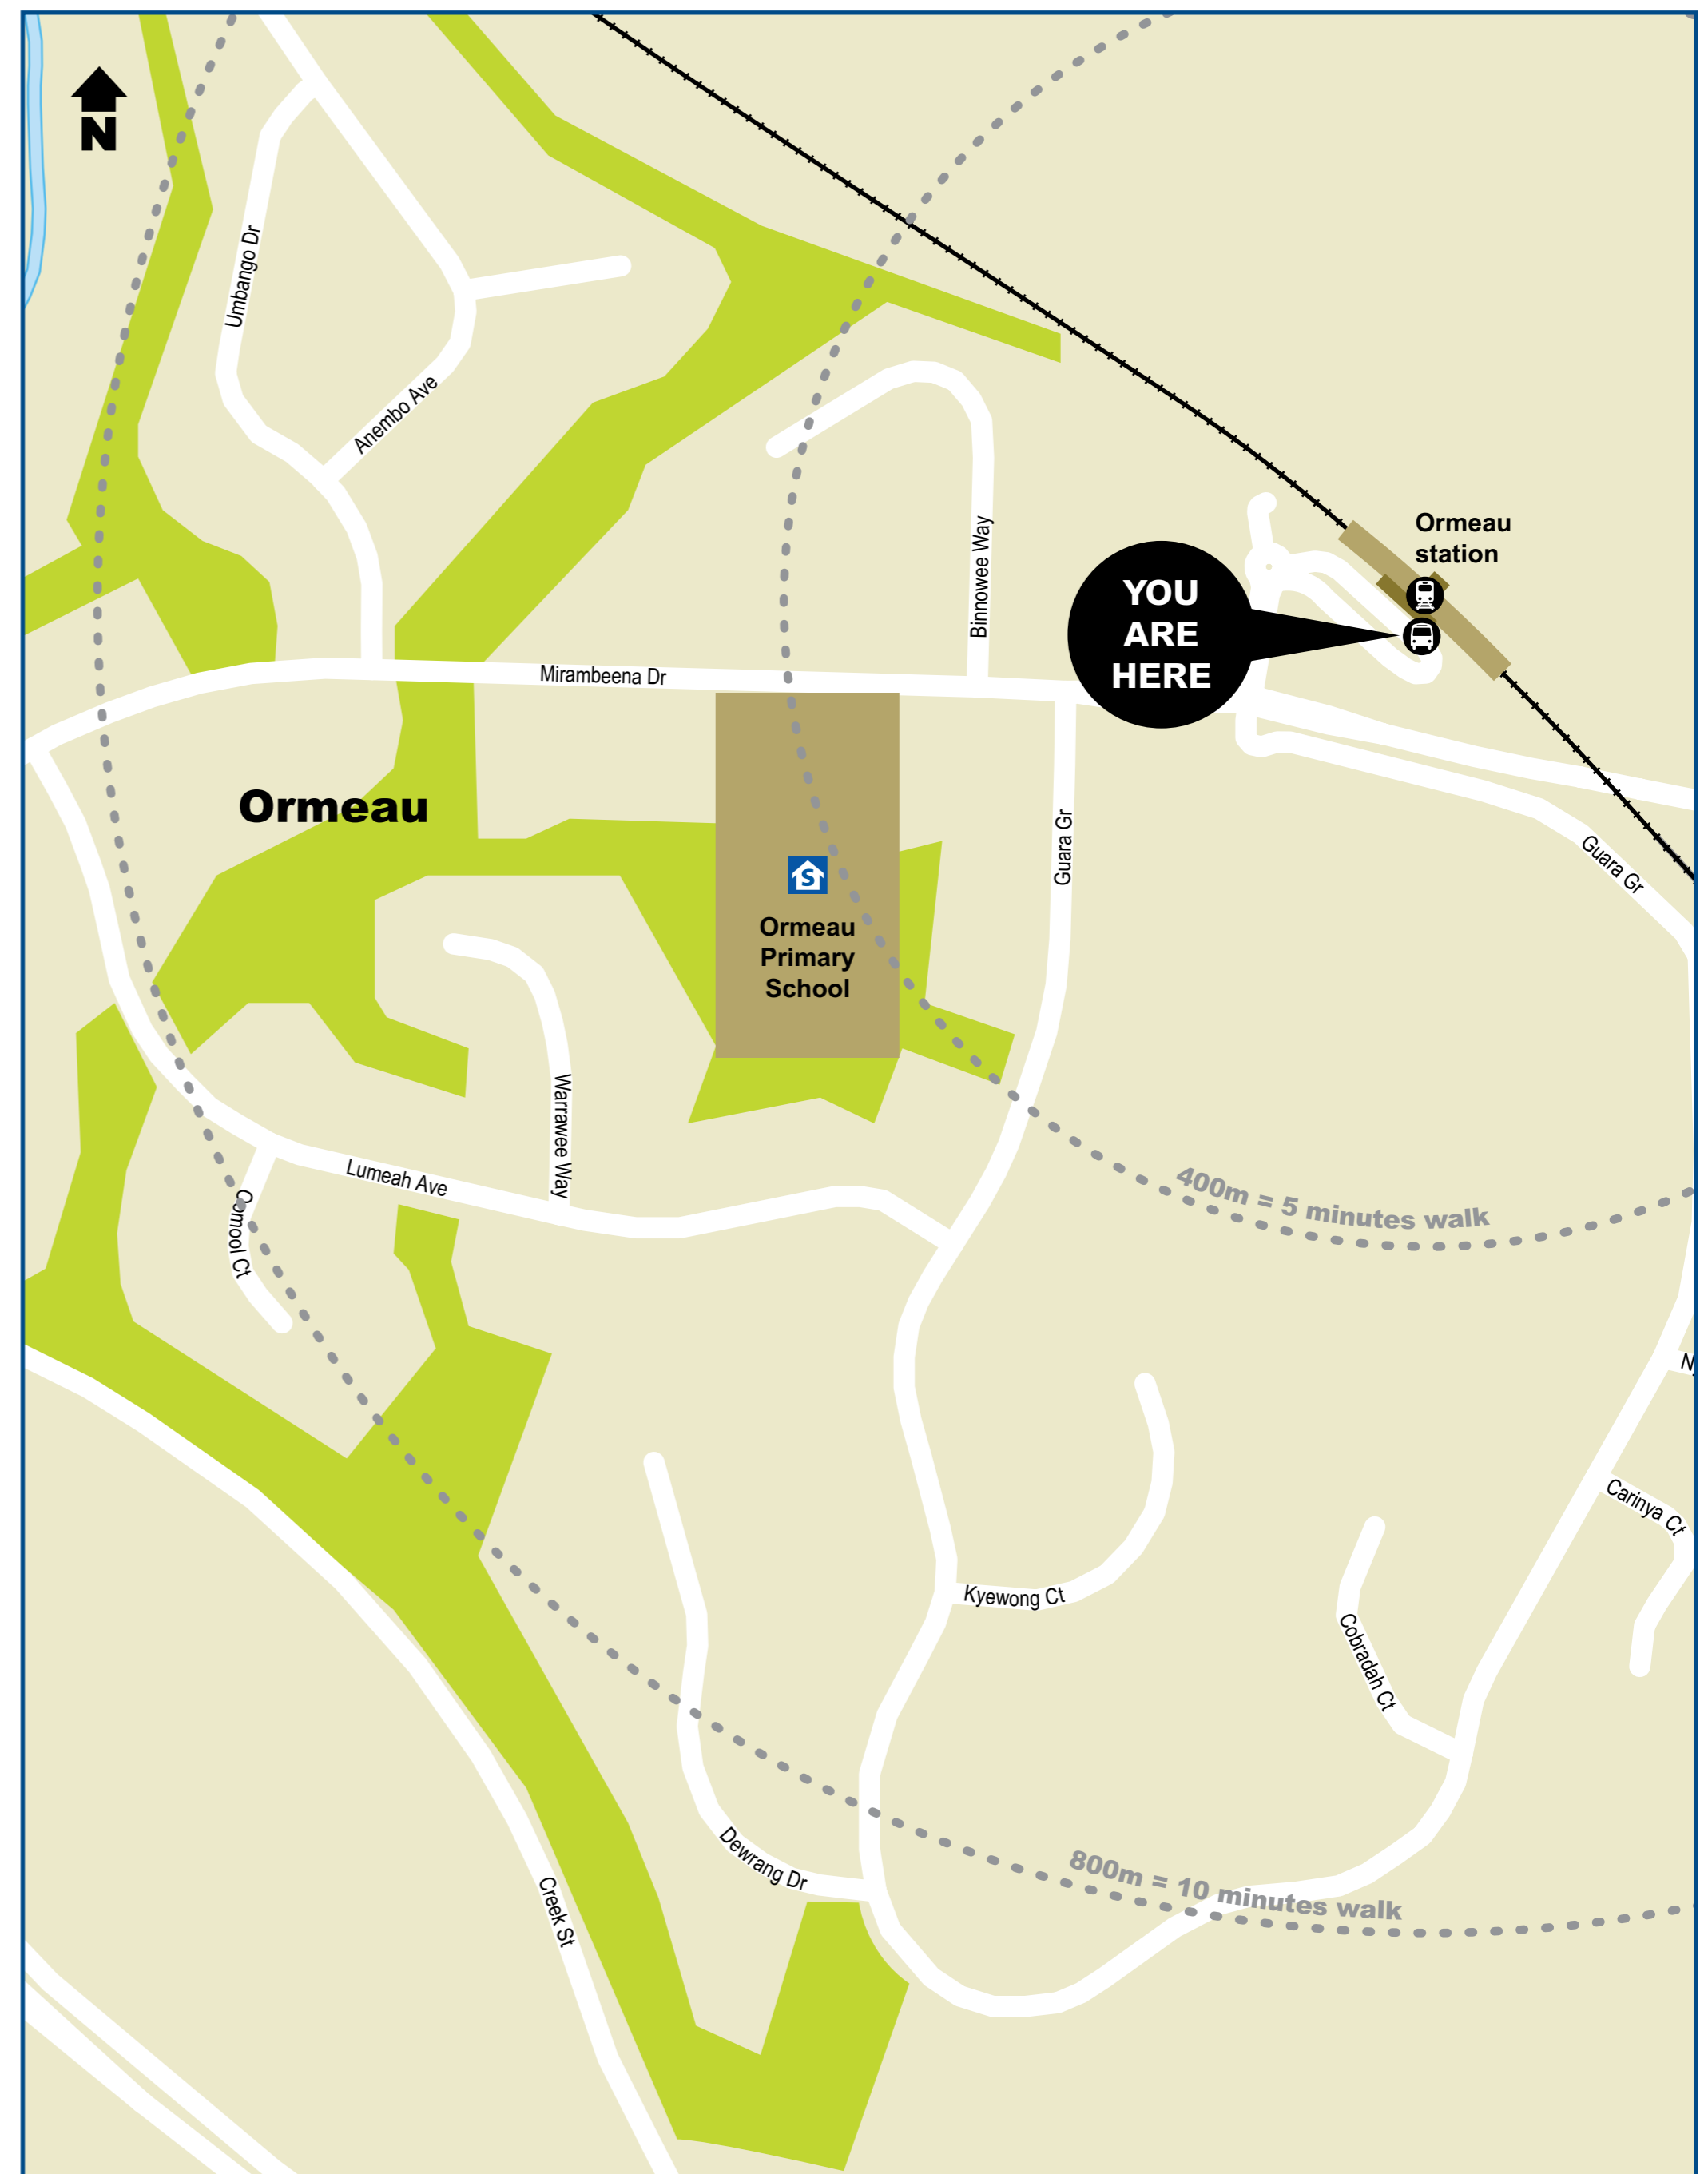 N
Umbango Dr
Anembo Ave
Binnowee Way
Ormeau
station
YOU
ARE
HERE
Mirambeena Dr
Ormeau
Guara Gr
Guara Gr
S
Ormeau
Primary
School
Warrawee Way
Lumeah Ave
400m = 5 minutes walk
Kyewong Ct
Carinya Ct
Cobradah Ct
Dewrang Dr
800m = 10 minutes walk
Creek St